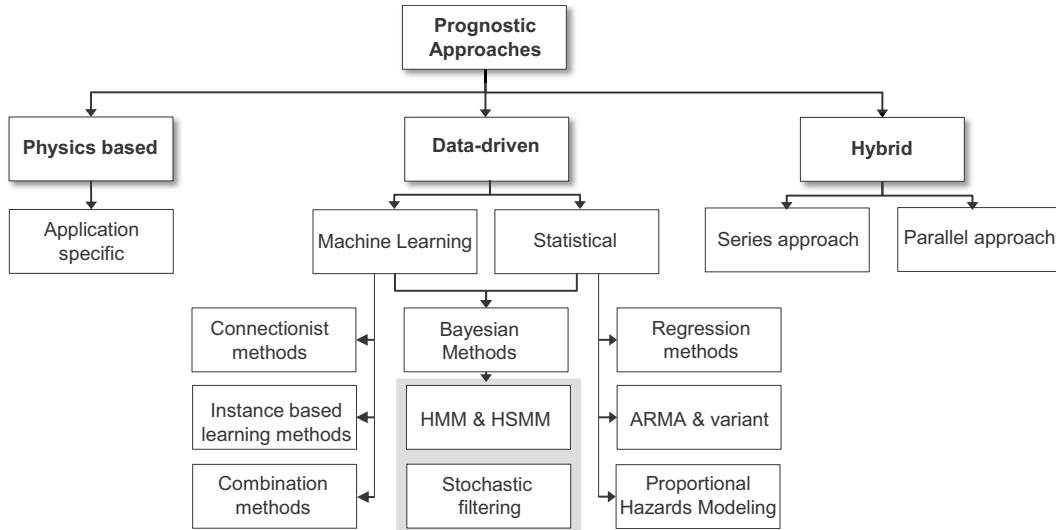 Prognostic
Approaches
Physics based
Data-driven
Hybrid
Application
specific
Machine Learning
Statistical
Series approach
Parallel approach
Connectionist
methods
Bayesian
Methods
Regression
methods
Instance based
learning methods
HMM & HSMM
ARMA & variant
Combination
methods
Stochastic
filtering
Proportional
Hazards Modeling